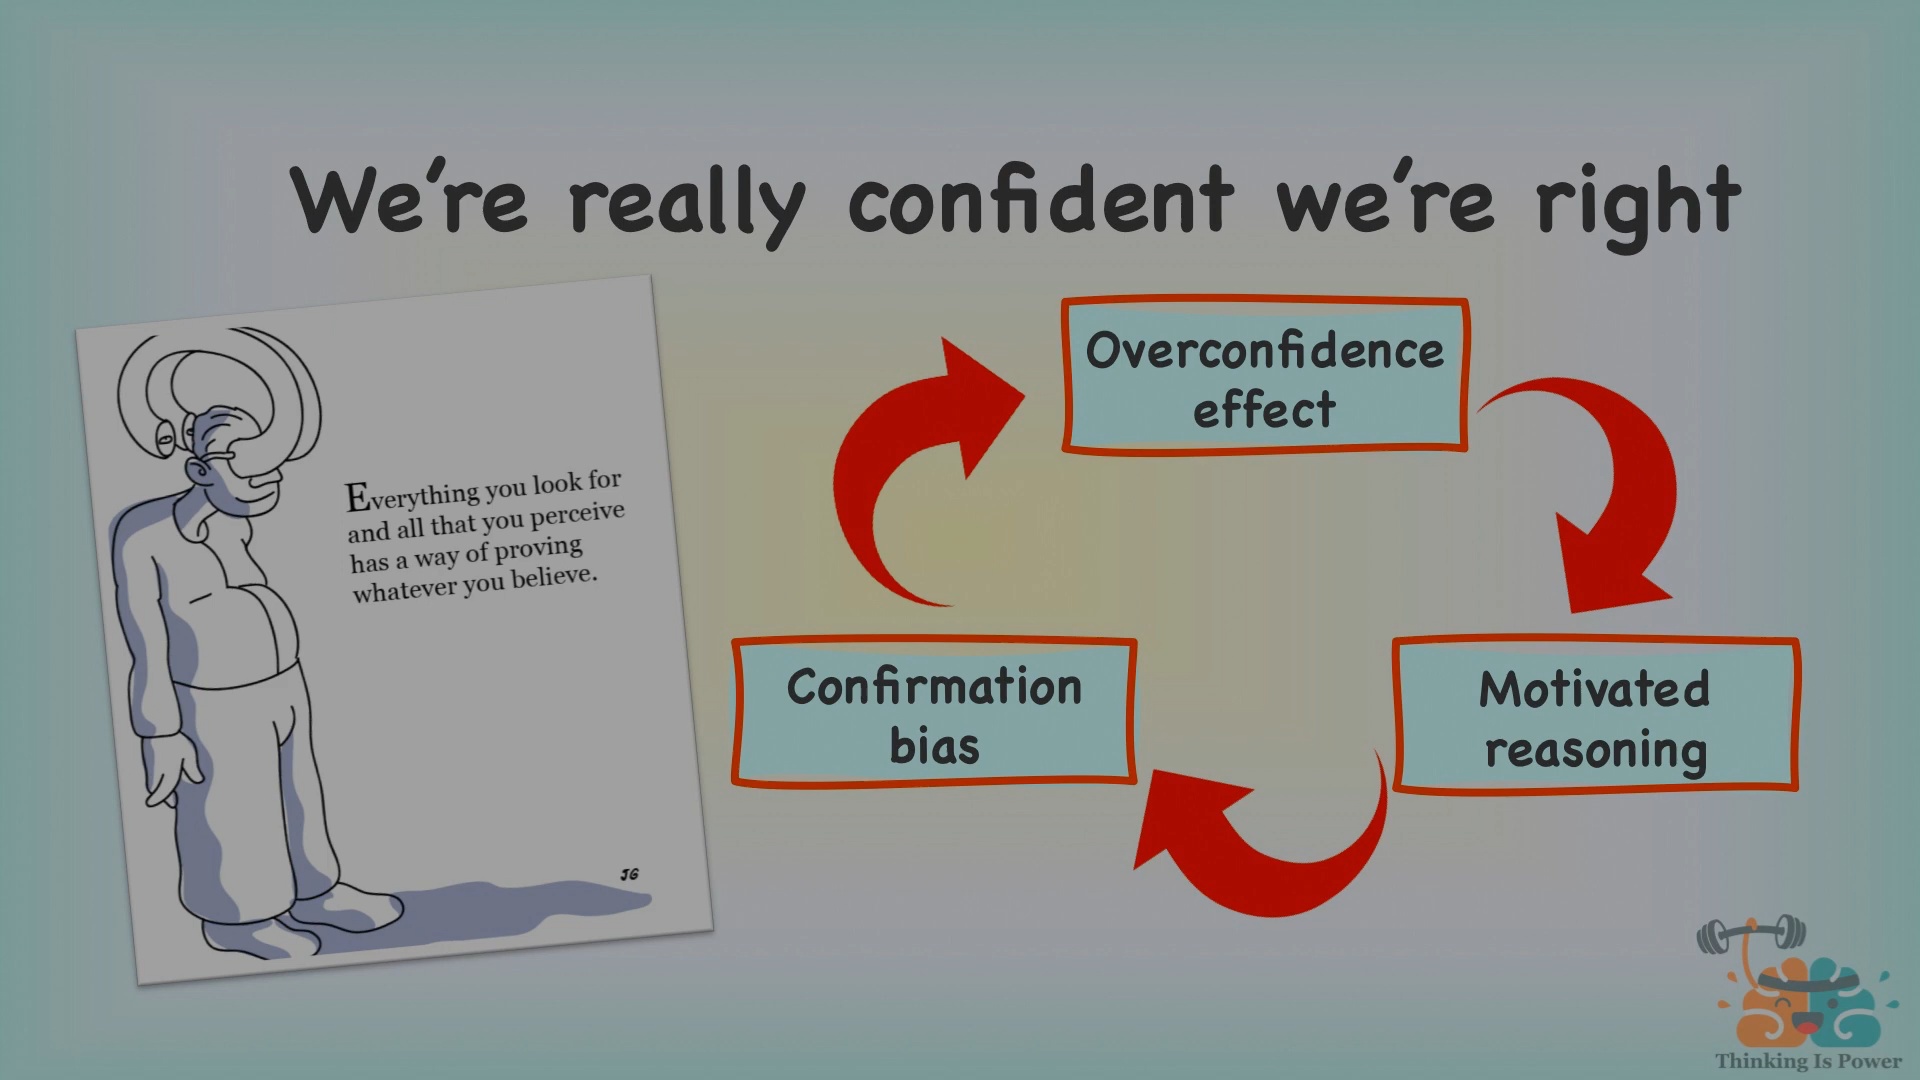 We're really confident we're right
Everything you look for
and all that you perceive
has a way of proving
whatever you believe.
JG
Overconfidence
effect
Motivated
reasoning
Confirmation
bias
Thinking Is Power